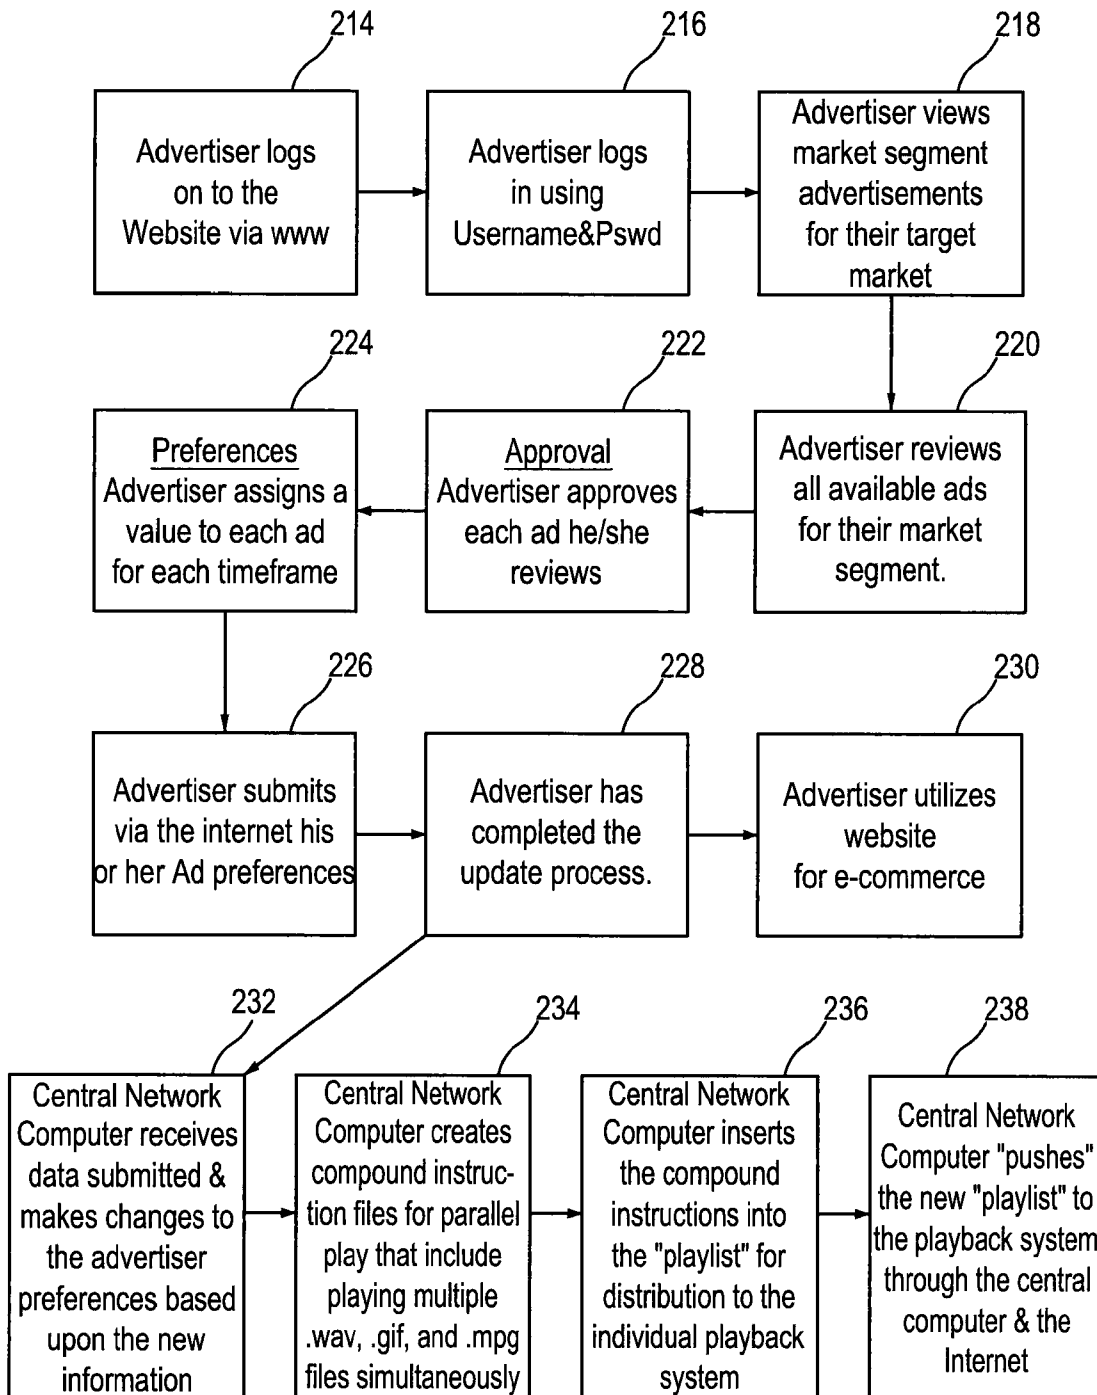 214
216
218
Advertiser logs
on to the
Website via www
Advertiser logs
in using
Username&Pswd
Advertiser views
market segment
advertisements
for their target
market
224
222
220
Preferences
Advertiser assigns a
value to each ad
for each timeframe
Approval
Advertiser approves
each ad he/she
reviews
Advertiser reviews
all available ads
for their market
segment.
226
228
230
Advertiser submits
via the internet his
or her Ad preferences
Advertiser has
completed the
update process.
Advertiser utilizes
website
for e-commerce
232
234
236
238
Central Network
Computer receives
data submitted &
makes changes to
the advertiser
preferences based
upon the new
information
Central Network
Computer creates
compound instruc-
tion files for parallel
play that include
playing multiple
.wav, .gif, and .mpg
files simultaneously
Central Network
Computer inserts
the compound
instructions into
the "playlist" for
distribution to the
individual playback
system
Central Network
Computer "pushes"
the new "playlist" to
the playback system
through the central
computer & the
Internet